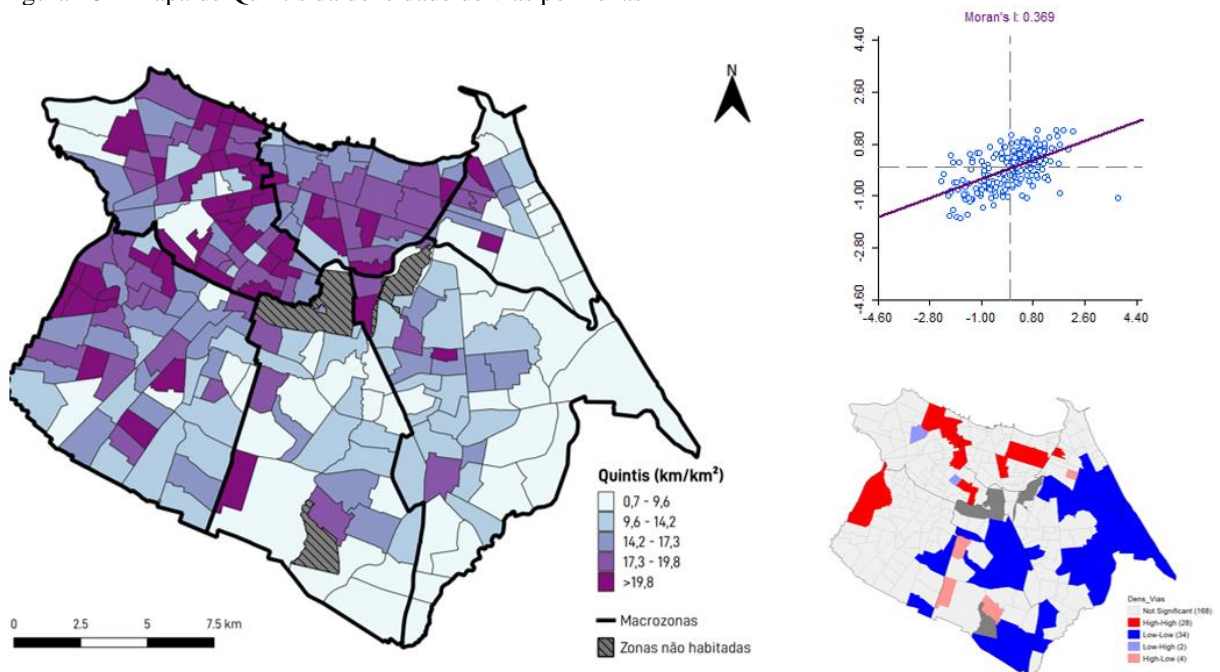 Moran's I: 0.369
4.40
2.60
0.80
-1.00
-2.80
-4.60
-4.60 -2.80 -1.00 0.80 2.60 4.40
N
Quintis (km/km²)
0,7 - 9,6
9,6 - 14,2
14,2 - 17,3
17,3 - 19,8
>19,8
Macrozonas
Zonas não habitadas
0 2.5 5 7.5 km
Dens_Vias
Not Significant (168)
High-High (28)
Low-Low (34)
Low-High (2)
High-Low (4)